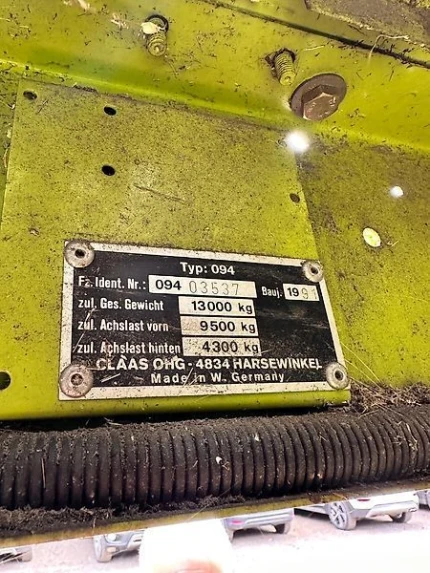 Typ: 094
Fz. Ident. Nr.: 094 03537 Bauj. 1991
zul. Ges. Gewicht 13000 kg
zul. Achslast vorn 9500 kg
zul. Achslast hinten 4300 kg
CLAAS OHG - 4834 HARSEWINKEL
Made in W. Germany